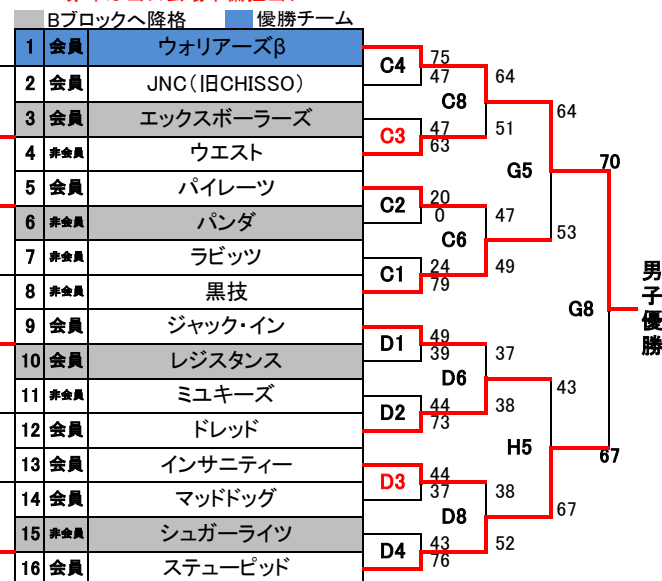 Bブロックへ降格 優勝チーム
1 会員 ウォリアーズβ
2 会員 JNC(旧CHISSO)
3 会員 エックスボーラーズ
4 非会員 ウエスト
5 会員 パイレーツ
6 非会員 パンダ
7 非会員 ラビッツ
8 非会員 黒技
9 会員 ジャック・イン
10 会員 レジスタンス
11 非会員 ミユキーズ
12 会員 ドレッド
13 会員 インサニティー
14 会員 マッドドッグ
15 非会員 シュガーライツ
16 会員 ステューピッド
C4 75 47
C3 47 63
C2 20 0
C1 24 79
D1 49 39
D2 44 73
D3 44 37
D4 43 76
C8 64 51
C6 47 49
D6 37 38
D8 38 52
G5 64 53
H5 43 67
G8 70 67
男子優勝